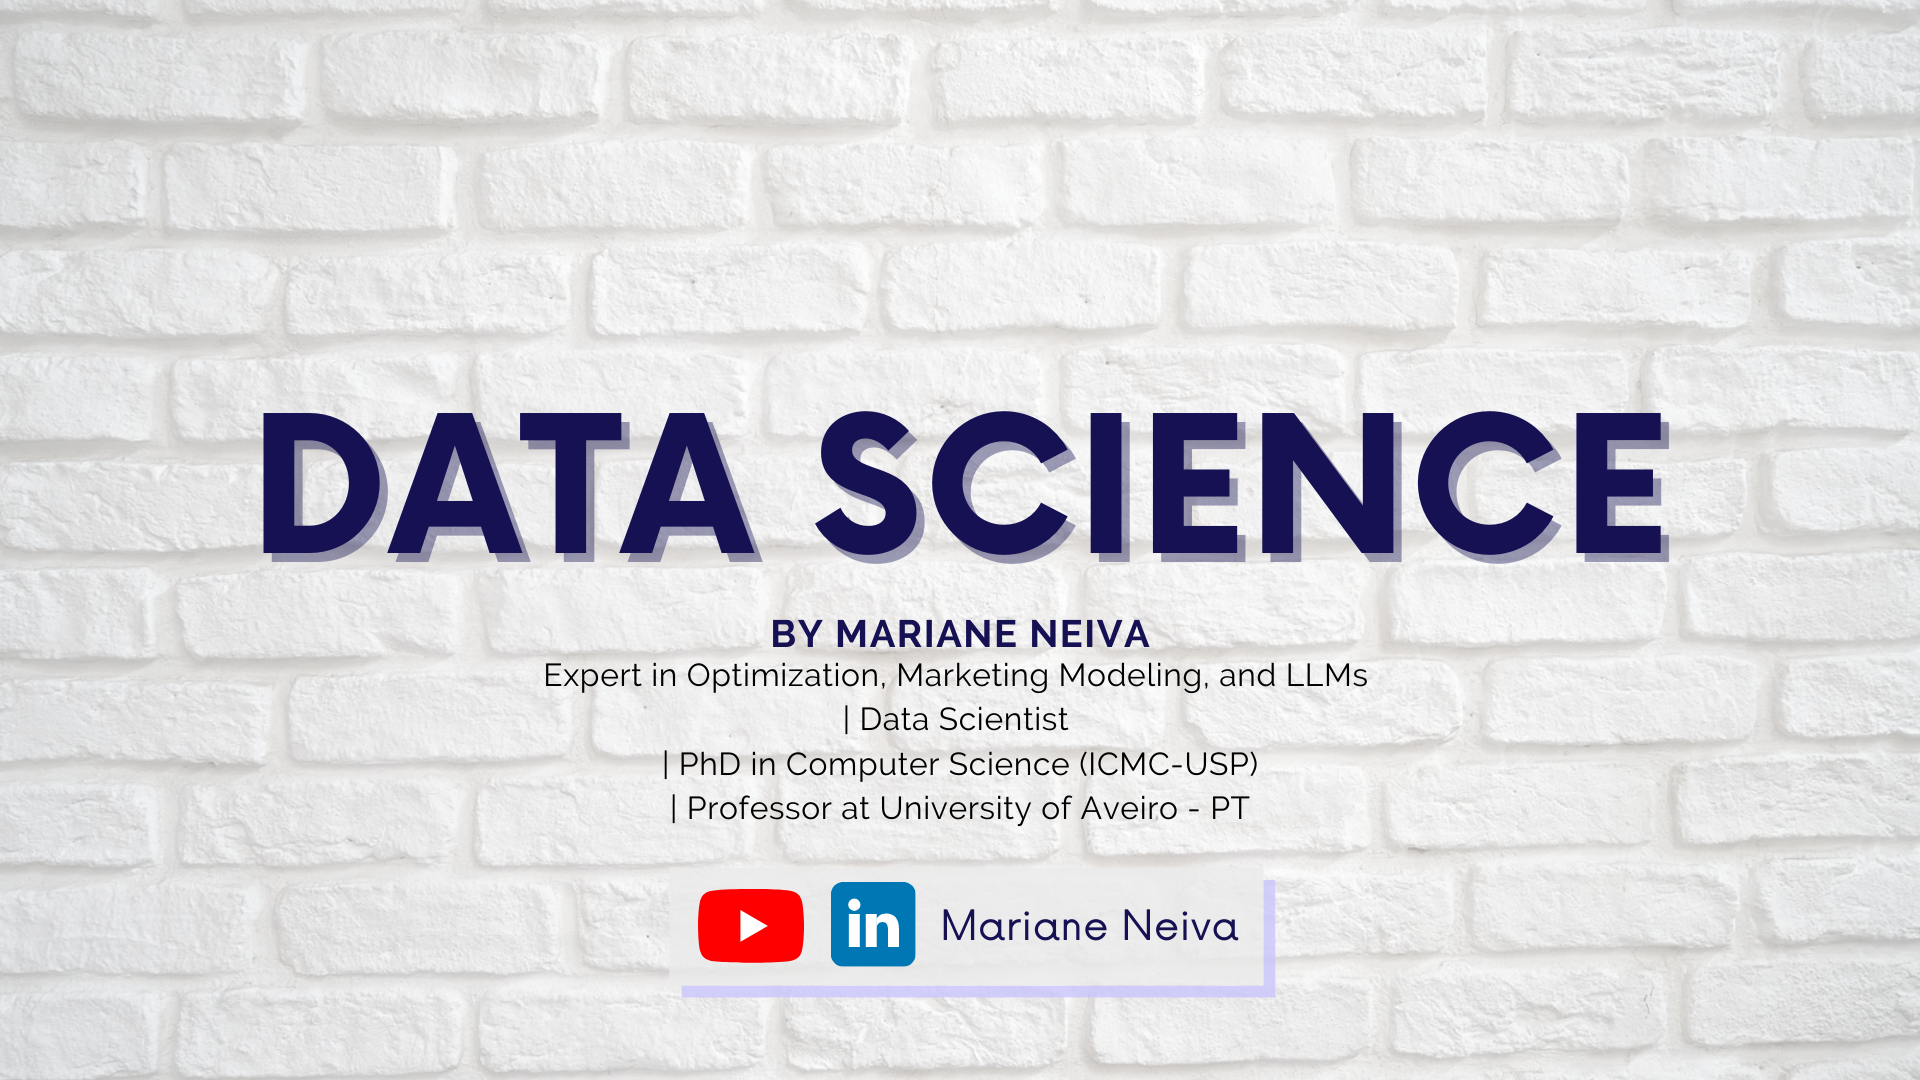 DATA SCIENCE
BY MARIANE NEIVA
Expert in Optimization, Marketing Modeling, and LLMs
| Data Scientist
| PhD in Computer Science (ICMC-USP)
| Professor at University of Aveiro - PT
in Mariane Neiva